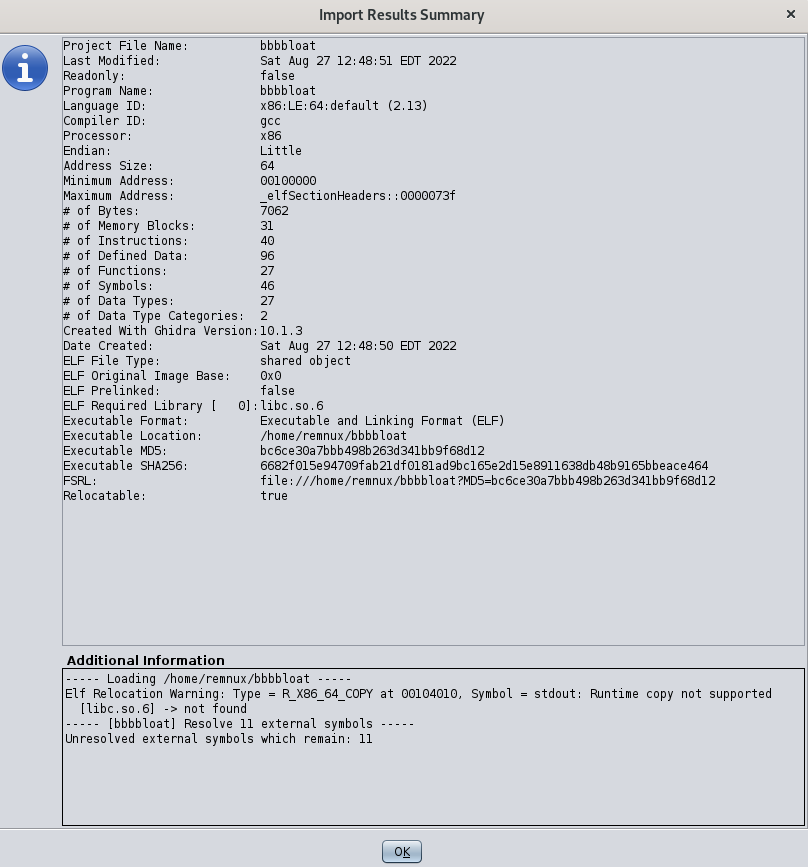 Import Results Summary
Project File Name: bbbbloat
Last Modified: Sat Aug 27 12:48:51 EDT 2022
Readonly: false
Program Name: bbbbloat
Language ID: x86:LE:64:default (2.13)
Compiler ID: gcc
Processor: x86
Endian: Little
Address Size: 64
Minimum Address: 00100000
Maximum Address: _elfSectionHeaders::0000073f
# of Bytes: 7062
# of Memory Blocks: 31
# of Instructions: 40
# of Defined Data: 96
# of Functions: 27
# of Symbols: 46
# of Data Types: 27
# of Data Type Categories: 2
Created With Ghidra Version: 10.1.3
Date Created: Sat Aug 27 12:48:50 EDT 2022
ELF File Type: shared object
ELF Original Image Base: 0x0
ELF Prelinked: false
ELF Required Library [   0]: libc.so.6
Executable Format: Executable and Linking Format (ELF)
Executable Location: /home/remnux/bbbbloat
Executable MD5: bc6ce30a7bbb498b263d341bb9f68d12
Executable SHA256: 6682f015e94709fab21df0181ad9bc165e2d15e8911638db48b9165bbeace464
FSRL: file:///home/remnux/bbbbloat?MD5=bc6ce30a7bbb498b263d341bb9f68d12
Relocatable: true
Additional Information
----- Loading /home/remnux/bbbbloat -----
Elf Relocation Warning: Type = R_X86_64_COPY at 00104010, Symbol = stdout: Runtime copy not supported
[libc.so.6] -> not found
----- [bbbbloat] Resolve 11 external symbols -----
Unresolved external symbols which remain: 11
OK